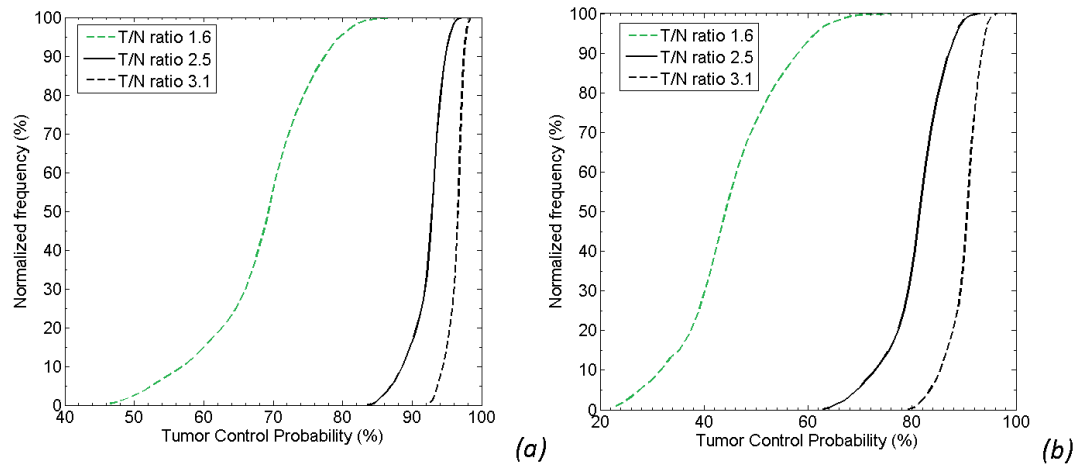 100
90
80
70
60
50
40
30
20
10
0
Normalized frequency (%)
T/N ratio 1.6
T/N ratio 2.5
T/N ratio 3.1
40 50 60 70 80 90 100
Tumor Control Probability (%)
(a)
100
90
80
70
60
50
40
30
20
10
0
Normalized frequency (%)
T/N ratio 1.6
T/N ratio 2.5
T/N ratio 3.1
20 40 60 80 100
Tumor Control Probability (%)
(b)